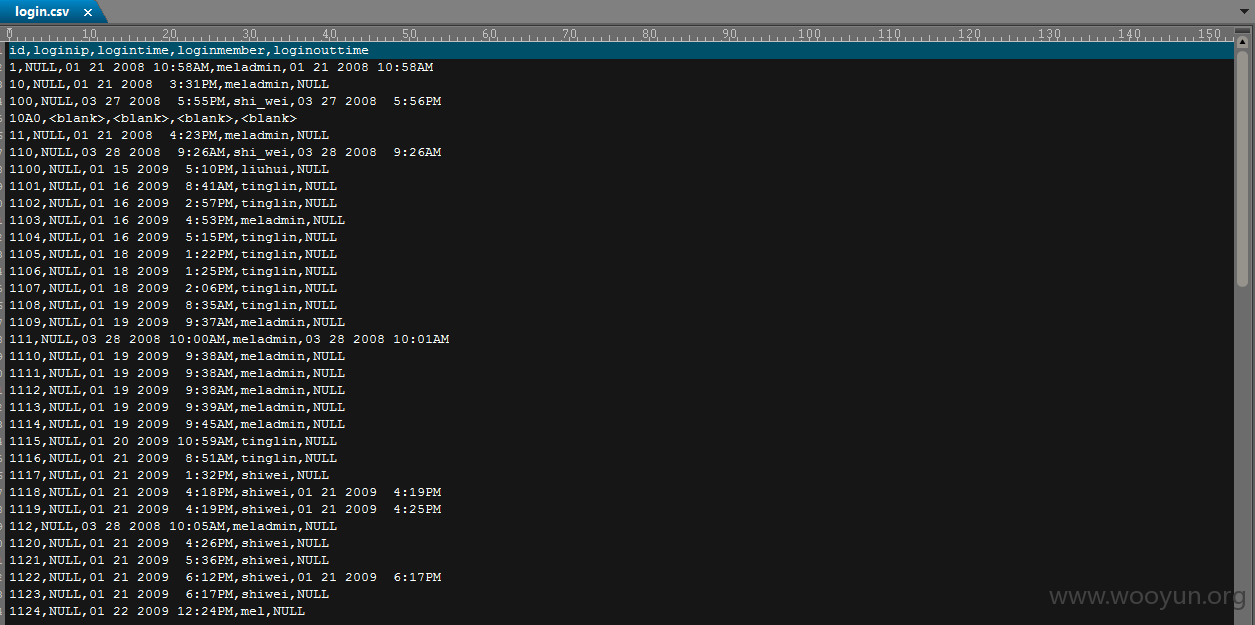 login.csv ×
0 10 20 30 40 50 60 70 80 90 100 110 120 130 140 150
id,loginip,logintime,loginmember,loginouttime
1,NULL,01 21 2008 10:58AM,meladmin,01 21 2008 10:58AM
10,NULL,01 21 2008  3:31PM,meladmin,NULL
100,NULL,03 27 2008  5:55PM,shi_wei,03 27 2008  5:56PM
10A0,<blank>,<blank>,<blank>,<blank>
11,NULL,01 21 2008  4:23PM,meladmin,NULL
110,NULL,03 28 2008  9:26AM,shi_wei,03 28 2008  9:26AM
1100,NULL,01 15 2009  5:10PM,liuhui,NULL
1101,NULL,01 16 2009  8:41AM,tinglin,NULL
1102,NULL,01 16 2009  2:57PM,tinglin,NULL
1103,NULL,01 16 2009  4:53PM,meladmin,NULL
1104,NULL,01 16 2009  5:15PM,tinglin,NULL
1105,NULL,01 18 2009  1:22PM,tinglin,NULL
1106,NULL,01 18 2009  1:25PM,tinglin,NULL
1107,NULL,01 18 2009  2:06PM,tinglin,NULL
1108,NULL,01 19 2009  8:35AM,tinglin,NULL
1109,NULL,01 19 2009  9:37AM,meladmin,NULL
111,NULL,03 28 2008 10:00AM,meladmin,03 28 2008 10:01AM
1110,NULL,01 19 2009  9:38AM,meladmin,NULL
1111,NULL,01 19 2009  9:38AM,meladmin,NULL
1112,NULL,01 19 2009  9:38AM,meladmin,NULL
1113,NULL,01 19 2009  9:39AM,meladmin,NULL
1114,NULL,01 19 2009  9:45AM,meladmin,NULL
1115,NULL,01 20 2009 10:59AM,tinglin,NULL
1116,NULL,01 21 2009  8:51AM,tinglin,NULL
1117,NULL,01 21 2009  1:32PM,shiwei,NULL
1118,NULL,01 21 2009  4:18PM,shiwei,01 21 2009  4:19PM
1119,NULL,01 21 2009  4:19PM,shiwei,01 21 2009  4:25PM
112,NULL,03 28 2008 10:05AM,meladmin,NULL
1120,NULL,01 21 2009  4:26PM,shiwei,NULL
1121,NULL,01 21 2009  5:36PM,shiwei,NULL
1122,NULL,01 21 2009  6:12PM,shiwei,01 21 2009  6:17PM
1123,NULL,01 21 2009  6:17PM,shiwei,NULL
1124,NULL,01 22 2009 12:24PM,mel,NULL
www.wooyun.org